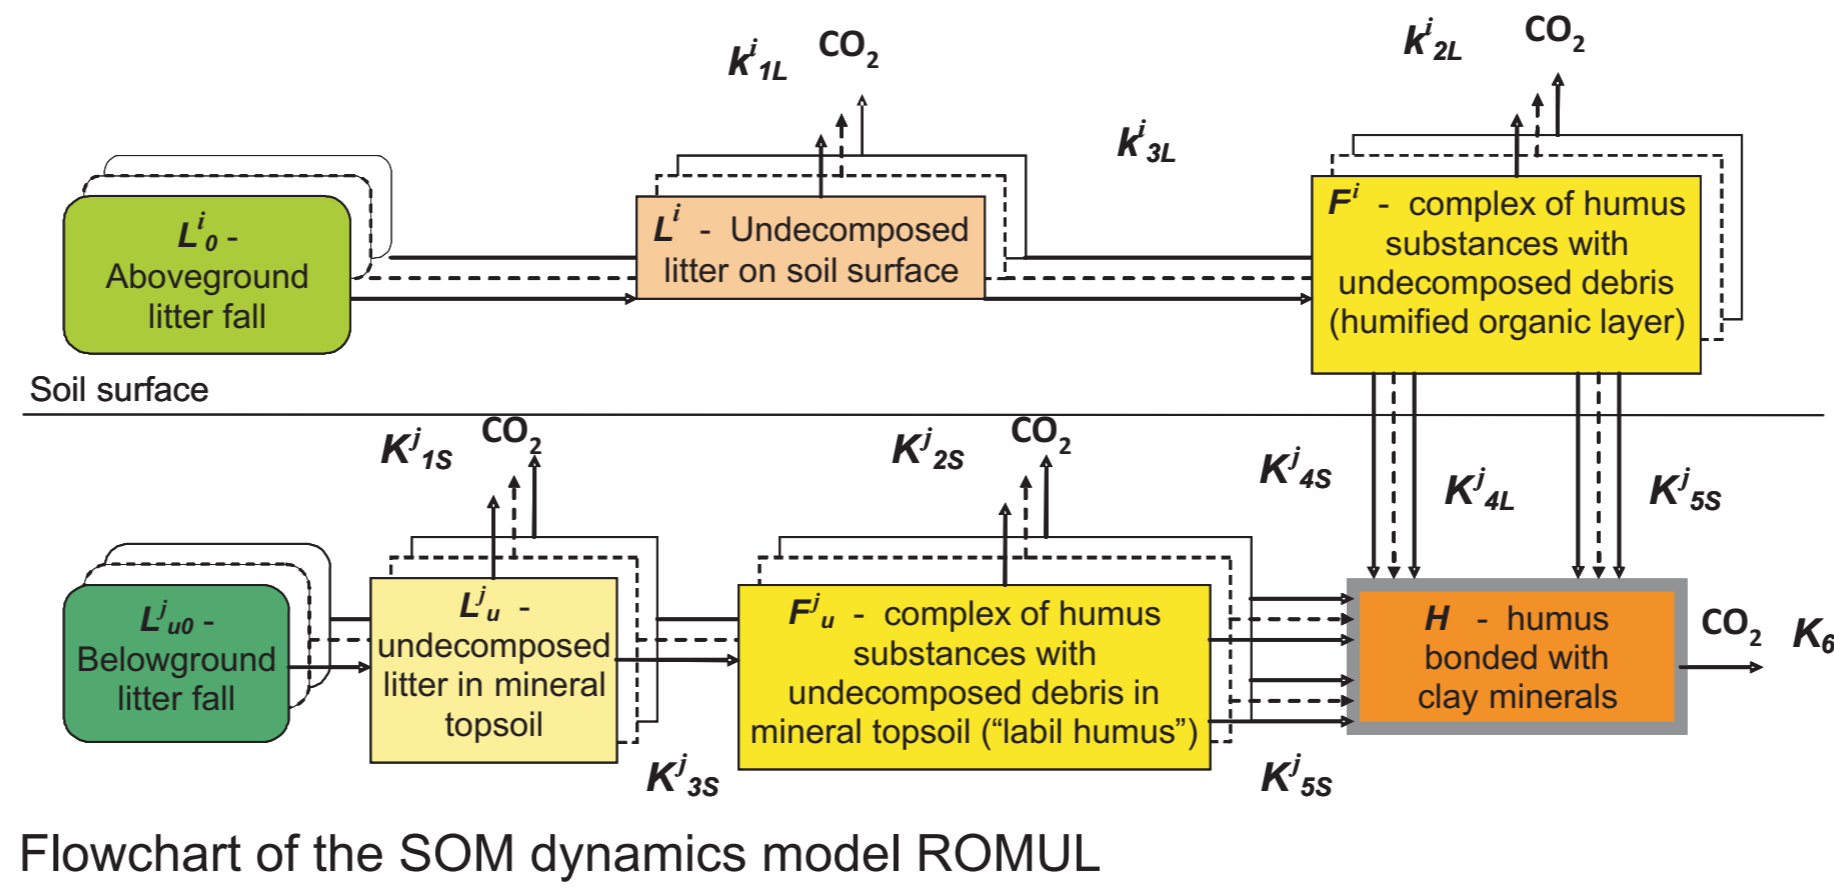 k^i_1L
CO2
k^i_3L
k^i_2L
CO2
L^i_0 -
Aboveground
litter fall
L^i - Undecomposed
litter on soil surface
F^i - complex of humus
substances with
undecomposed debris
(humified organic layer)
Soil surface
K^j_1S
CO2
K^j_2S
CO2
K^j_4S
K^j_4L
K^j_5S
L^j_u0 -
Belowground
litter fall
L^j_u -
undecomposed
litter in mineral
topsoil
K^j_3S
F^j_u - complex of humus
substances with
undecomposed debris in
mineral topsoil (“labil humus”)
K^j_5S
H - humus
bonded with
clay minerals
CO2
K6
Flowchart of the SOM dynamics model ROMUL